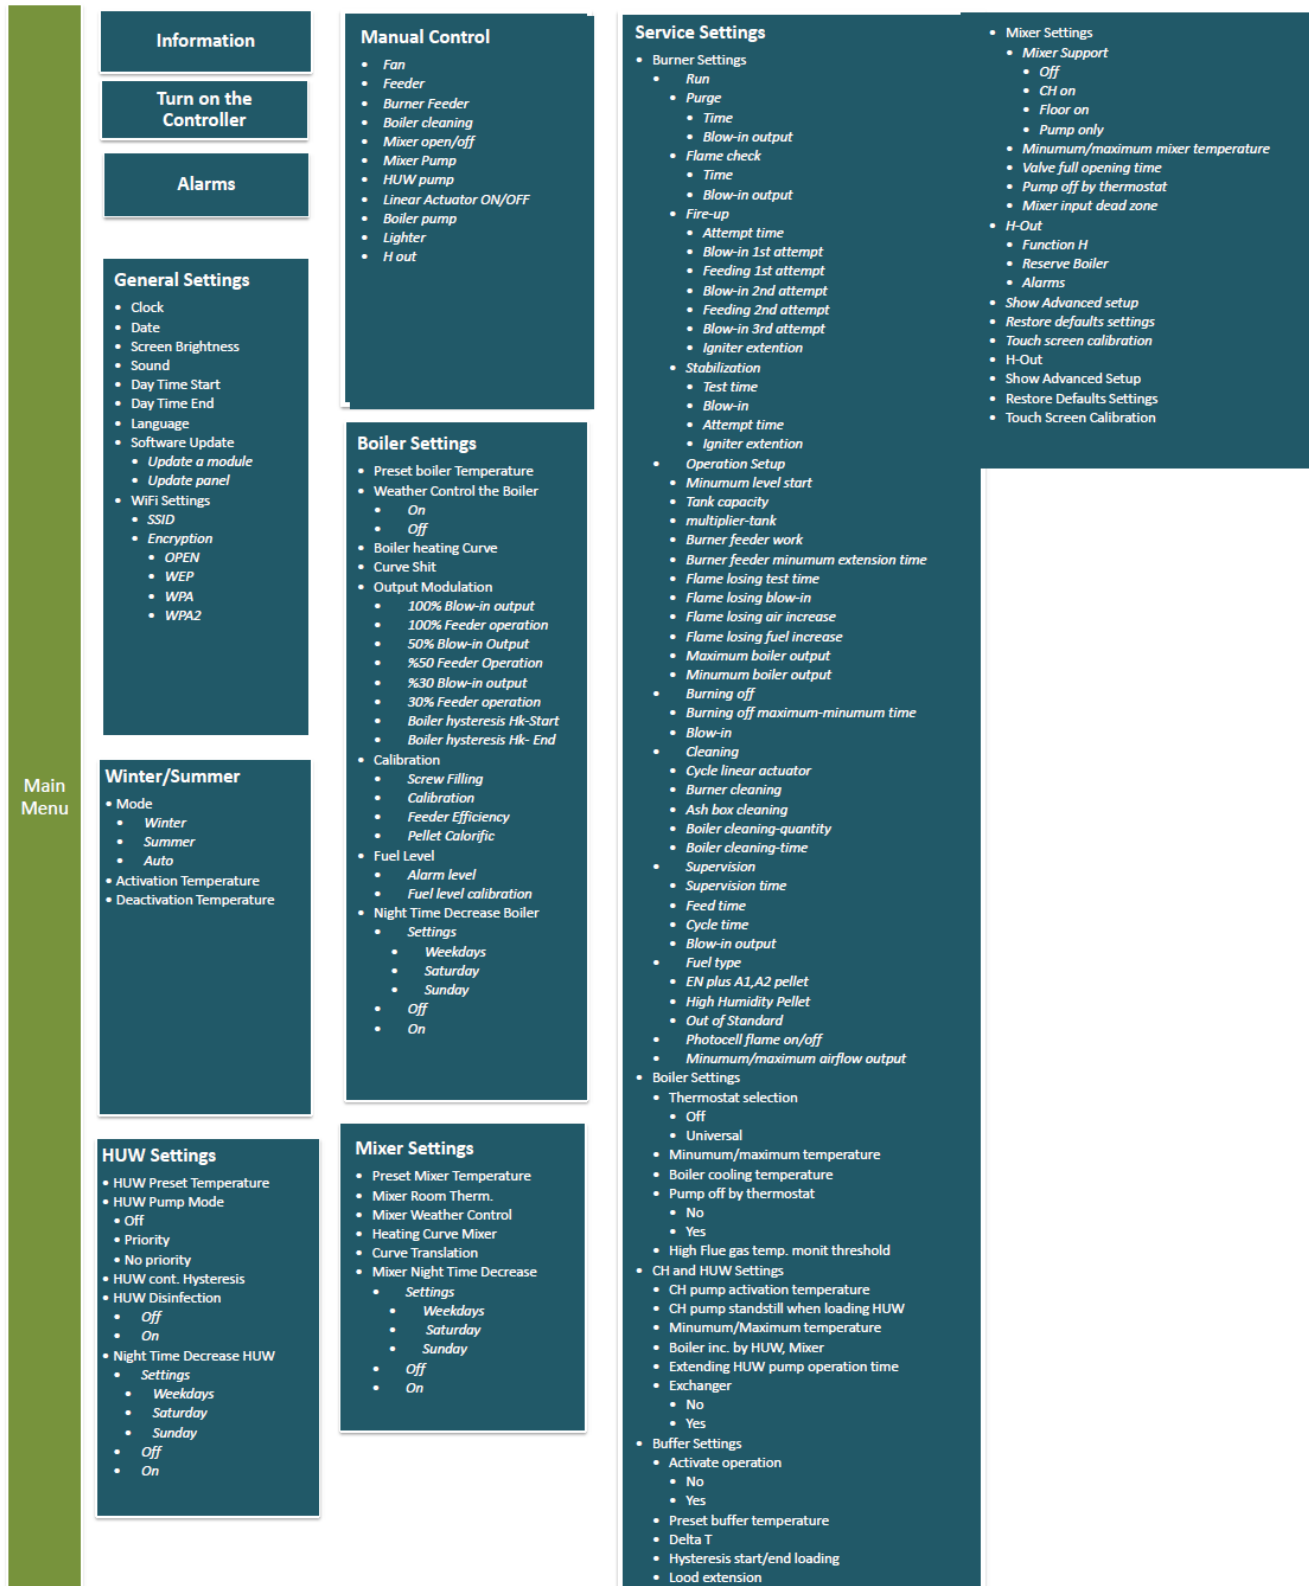 Main
Menu
Information
Turn on the
Controller
Alarms
General Settings
• Clock
• Date
• Screen Brightness
• Sound
• Day Time Start
• Day Time End
• Language
• Software Update
• Update a module
• Update panel
• WiFi Settings
• SSID
• Encryption
• OPEN
• WEP
• WPA
• WPA2
Winter/Summer
• Mode
• Winter
• Summer
• Auto
• Activation Temperature
• Deactivation Temperature
HUW Settings
• HUW Preset Temperature
• HUW Pump Mode
• Off
• Priority
• No priority
• HUW cont. Hysteresis
• HUW Disinfection
• Off
• On
• Night Time Decrease HUW
• Settings
• Weekdays
• Saturday
• Sunday
• Off
• On
Manual Control
• Fan
• Feeder
• Burner Feeder
• Boiler cleaning
• Mixer open/off
• Mixer Pump
• HUW pump
• Linear Actuator ON/OFF
• Boiler pump
• Lighter
• H out
Boiler Settings
• Preset boiler Temperature
• Weather Control the Boiler
• On
• Off
• Boiler heating Curve
• Curve Shit
• Output Modulation
• 100% Blow-in output
• 100% Feeder operation
• 50% Blow-in Output
• %50 Feeder Operation
• %30 Blow-in output
• 30% Feeder operation
• Boiler hysteresis Hk-Start
• Boiler hysteresis Hk- End
• Calibration
• Screw Filling
• Calibration
• Feeder Efficiency
• Pellet Calorific
• Fuel Level
• Alarm level
• Fuel level calibration
• Night Time Decrease Boiler
• Settings
• Weekdays
• Saturday
• Sunday
• Off
• On
Mixer Settings
• Preset Mixer Temperature
• Mixer Room Therm.
• Mixer Weather Control
• Heating Curve Mixer
• Curve Translation
• Mixer Night Time Decrease
• Settings
• Weekdays
• Saturday
• Sunday
• Off
• On
Service Settings
• Burner Settings
• Run
• Purge
• Time
• Blow-in output
• Flame check
• Time
• Blow-in output
• Fire-up
• Attempt time
• Blow-in 1st attempt
• Feeding 1st attempt
• Blow-in 2nd attempt
• Feeding 2nd attempt
• Blow-in 3rd attempt
• Igniter extention
• Stabilization
• Test time
• Blow-in
• Attempt time
• Igniter extention
• Operation Setup
• Minumum level start
• Tank capacity
• multiplier-tank
• Burner feeder work
• Burner feeder minumum extension time
• Flame losing test time
• Flame losing blow-in
• Flame losing air increase
• Flame losing fuel increase
• Maximum boiler output
• Minumum boiler output
• Burning off
• Burning off maximum-minumum time
• Blow-in
• Cleaning
• Cycle linear actuator
• Burner cleaning
• Ash box cleaning
• Boiler cleaning-quantity
• Boiler cleaning-time
• Supervision
• Supervision time
• Feed time
• Cycle time
• Blow-in output
• Fuel type
• EN plus A1,A2 pellet
• High Humidity Pellet
• Out of Standard
• Photocell flame on/off
• Minumum/maximum airflow output
• Boiler Settings
• Thermostat selection
• Off
• Universal
• Minumum/maximum temperature
• Boiler cooling temperature
• Pump off by thermostat
• No
• Yes
• High Flue gas temp. monit threshold
• CH and HUW Settings
• CH pump activation temperature
• CH pump standstill when loading HUW
• Minumum/Maximum temperature
• Boiler inc. by HUW, Mixer
• Extending HUW pump operation time
• Exchanger
• No
• Yes
• Buffer Settings
• Activate operation
• No
• Yes
• Preset buffer temperature
• Delta T
• Hysteresis start/end loading
• Lood extension
• Mixer Settings
• Mixer Support
• Off
• CH on
• Floor on
• Pump only
• Minumum/maximum mixer temperature
• Valve full opening time
• Pump off by thermostat
• Mixer input dead zone
• H-Out
• Function H
• Reserve Boiler
• Alarms
• Show Advanced setup
• Restore defaults settings
• Touch screen calibration
• H-Out
• Show Advanced Setup
• Restore Defaults Settings
• Touch Screen Calibration